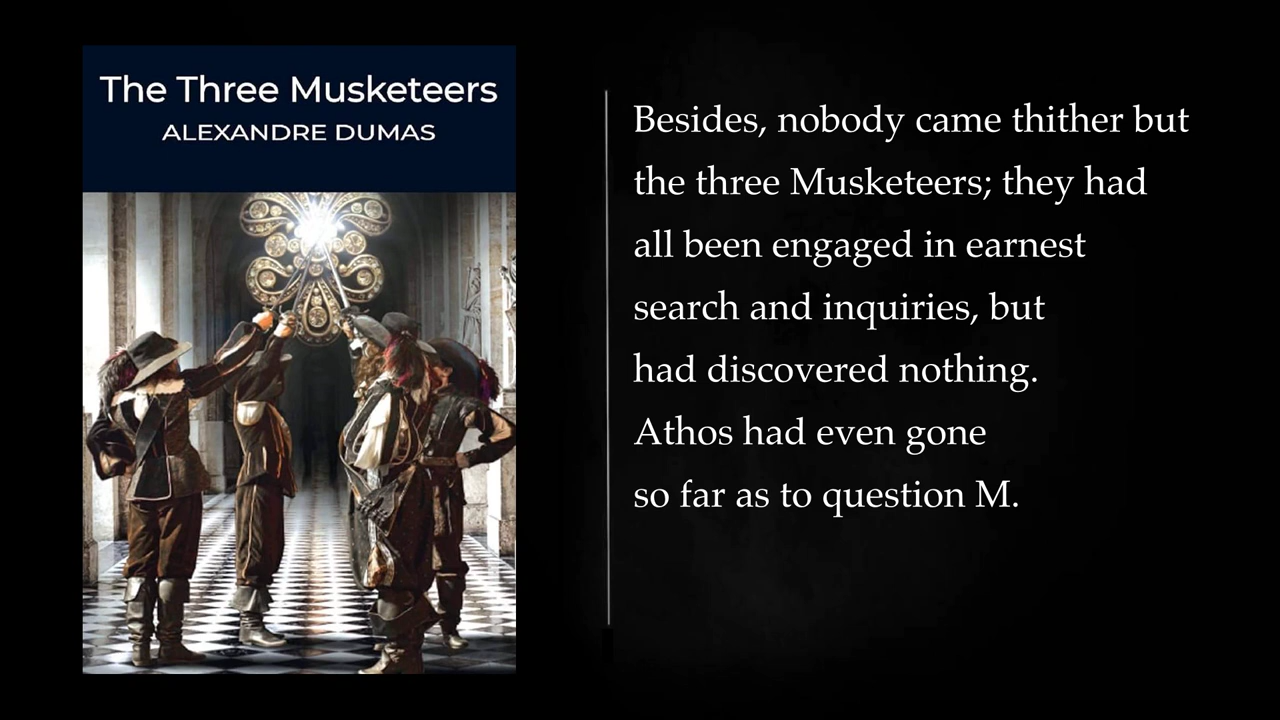 The Three Musketeers
ALEXANDRE DUMAS
Besides, nobody came thither but
the three Musketeers; they had
all been engaged in earnest
search and inquiries, but
had discovered nothing.
Athos had even gone
so far as to question M.